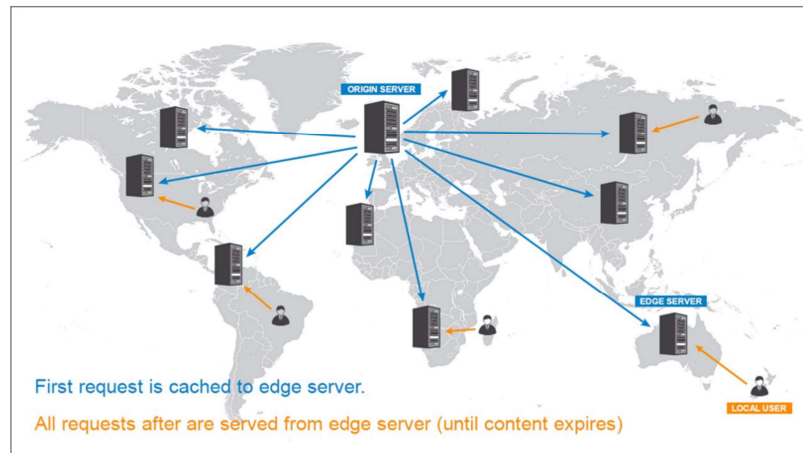 ORIGIN SERVER
EDGE SERVER
First request is cached to edge server.
LOCAL USER
All requests after are served from edge server (until content expires)